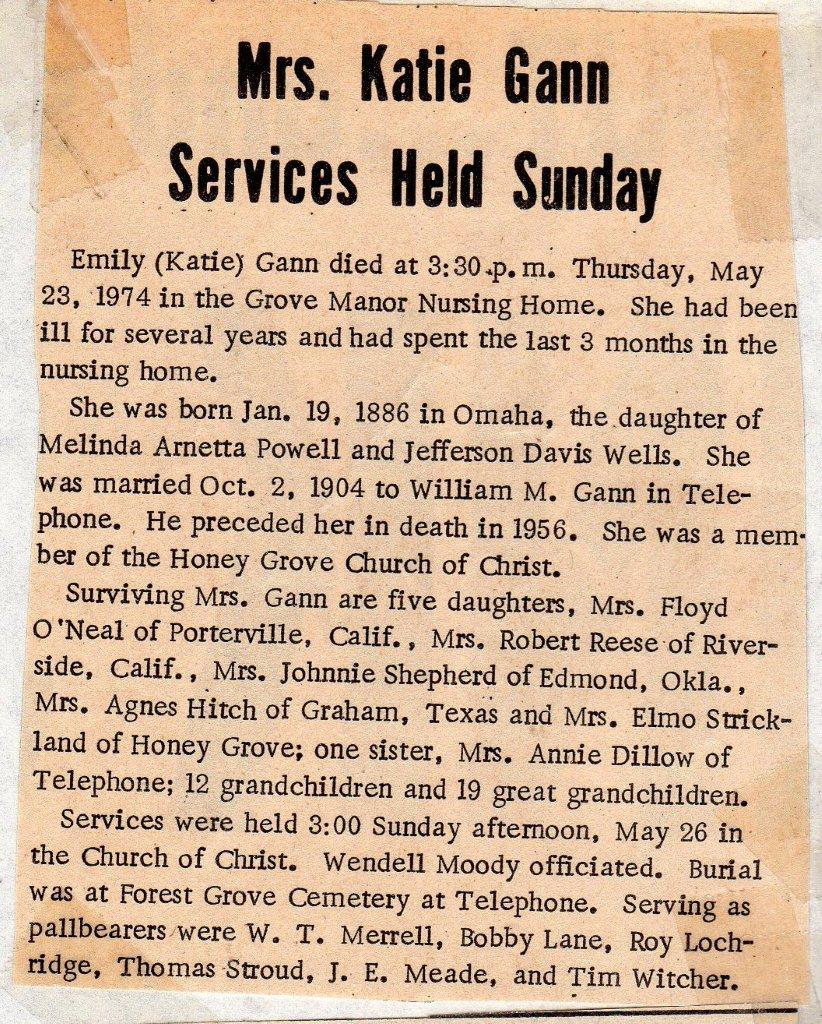 Mrs. Katie Gann
Services Held Sunday
Emily (Katie) Gann died at 3:30 p.m. Thursday, May
23, 1974 in the Grove Manor Nursing Home. She had been
ill for several years and had spent the last 3 months in the
nursing home.
She was born Jan. 19, 1886 in Omaha, the daughter of
Melinda Arnetta Powell and Jefferson Davis Wells. She
was married Oct. 2, 1904 to William M. Gann in Tele-
phone. He preceded her in death in 1956. She was a mem-
ber of the Honey Grove Church of Christ.
Surviving Mrs. Gann are five daughters, Mrs. Floyd
O'Neal of Porterville, Calif., Mrs. Robert Reese of River-
side, Calif., Mrs. Johnnie Shepherd of Edmond, Okla.,
Mrs. Agnes Hitch of Graham, Texas and Mrs. Elmo Strick-
land of Honey Grove; one sister, Mrs. Annie Dillow of
Telephone; 12 grandchildren and 19 great grandchildren.
Services were held 3:00 Sunday afternoon, May 26 in
the Church of Christ. Wendell Moody officiated. Burial
was at Forest Grove Cemetery at Telephone. Serving as
pallbearers were W. T. Merrell, Bobby Lane, Roy Loch-
ridge, Thomas Stroud, J. E. Meade, and Tim Witcher.